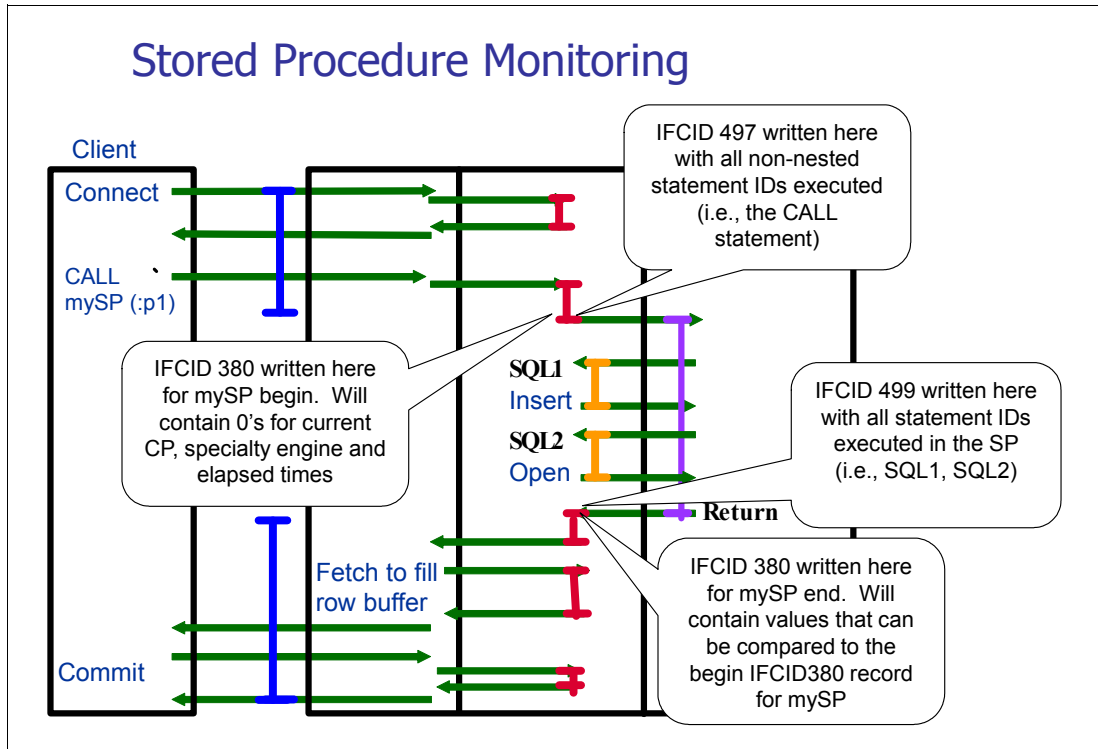 Stored Procedure Monitoring
Client
Connect
CALL
mySP (:p1)
IFCID 497 written here
with all non-nested
statement IDs executed
(i.e., the CALL
statement)
IFCID 380 written here
for mySP begin.  Will
contain 0’s for current
CP, specialty engine and
elapsed times
SQL1
Insert
SQL2
Open
IFCID 499 written here
with all statement IDs
executed in the SP
(i.e., SQL1, SQL2)
Return
Fetch to fill
row buffer
IFCID 380 written here
for mySP end.  Will
contain values that can
be compared to the
begin IFCID380 record
for mySP
Commit